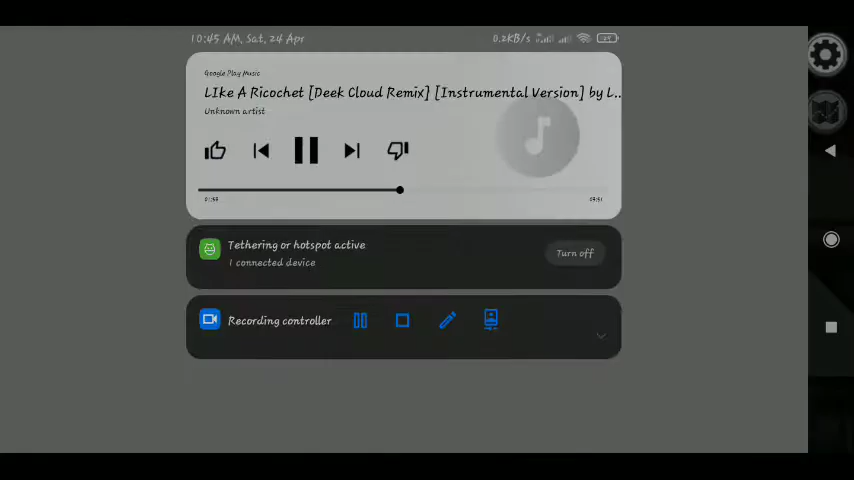 10:45 AM, Sat, 24 Apr
0.2KB/s
Google Play Music
LIke A Ricochet [Deek Cloud Remix] [Instrumental Version] by L..
Unknown artist
Tethering or hotspot active
1 connected device
Turn off
Recording controller